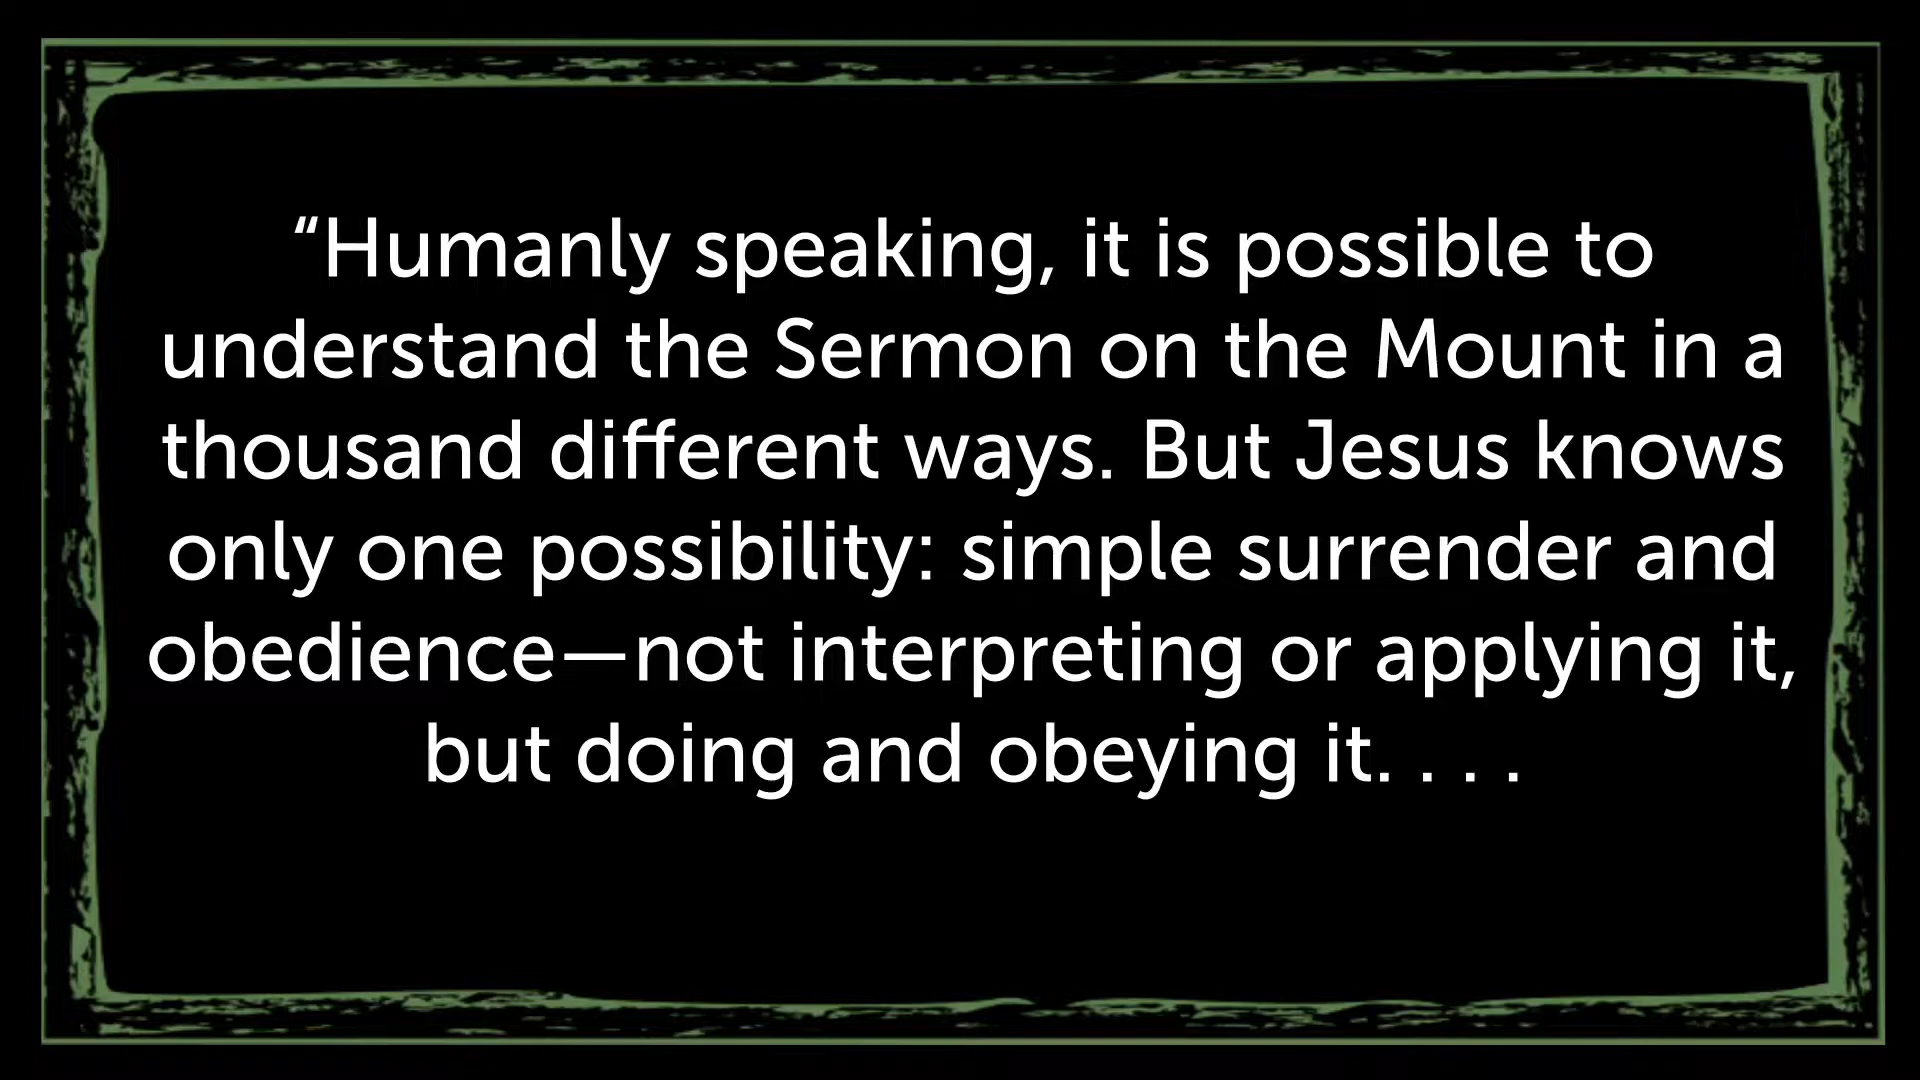 “Humanly speaking, it is possible to
understand the Sermon on the Mount in a
thousand different ways. But Jesus knows
only one possibility: simple surrender and
obedience—not interpreting or applying it,
but doing and obeying it. . . .